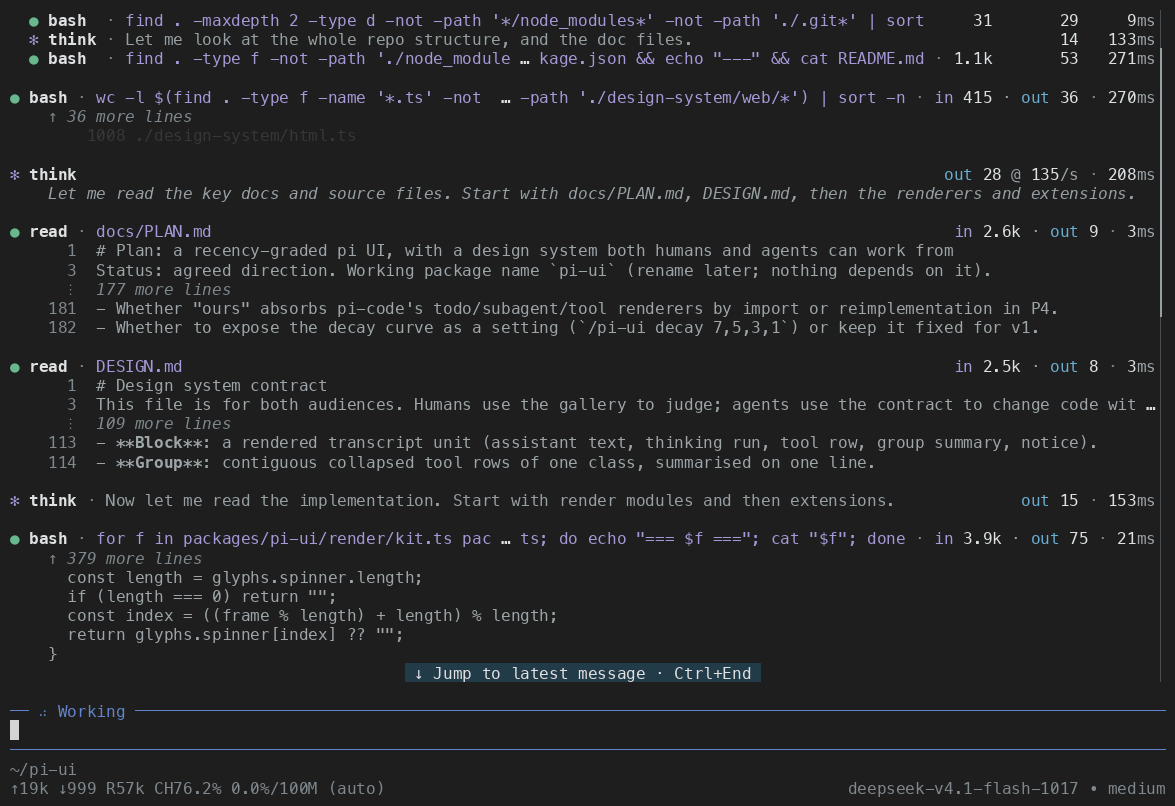 ● bash · find . -maxdepth 2 -type d -not -path '*/node_modules*' -not -path './.git*' | sort 31 29 9ms
✻ think · Let me look at the whole repo structure, and the doc files. 14 133ms
● bash · find . -type f -not -path './node_module … kage.json && echo "---" && cat README.md · 1.1k 53 271ms
● bash · wc -l $(find . -type f -name '*.ts' -not … -path './design-system/web/*') | sort -n · in 415 · out 36 · 270ms
↑ 36 more lines
1008 ./design-system/html.ts
✻ think out 28 @ 135/s · 208ms
Let me read the key docs and source files. Start with docs/PLAN.md, DESIGN.md, then the renderers and extensions.
● read · docs/PLAN.md in 2.6k · out 9 · 3ms
1 # Plan: a recency-graded pi UI, with a design system both humans and agents can work from
3 Status: agreed direction. Working package name `pi-ui` (rename later; nothing depends on it).
⋮ 177 more lines
181 - Whether "ours" absorbs pi-code's todo/subagent/tool renderers by import or reimplementation in P4.
182 - Whether to expose the decay curve as a setting (`/pi-ui decay 7,5,3,1`) or keep it fixed for v1.
● read · DESIGN.md in 2.5k · out 8 · 3ms
1 # Design system contract
3 This file is for both audiences. Humans use the gallery to judge; agents use the contract to change code wit …
⋮ 109 more lines
113 - **Block**: a rendered transcript unit (assistant text, thinking run, tool row, group summary, notice).
114 - **Group**: contiguous collapsed tool rows of one class, summarised on one line.
✻ think · Now let me read the implementation. Start with render modules and then extensions. out 15 · 153ms
● bash · for f in packages/pi-ui/render/kit.ts pac … ts; do echo "=== $f ==="; cat "$f"; done · in 3.9k · out 75 · 21ms
↑ 379 more lines
const length = glyphs.spinner.length;
if (length === 0) return "";
const index = ((frame % length) + length) % length;
return glyphs.spinner[index] ?? "";
}
↓ Jump to latest message · Ctrl+End
Working
~/pi-ui
↑19k ↓999 R57k CH76.2% 0.0%/100M (auto) deepseek-v4.1-flash-1017 • medium